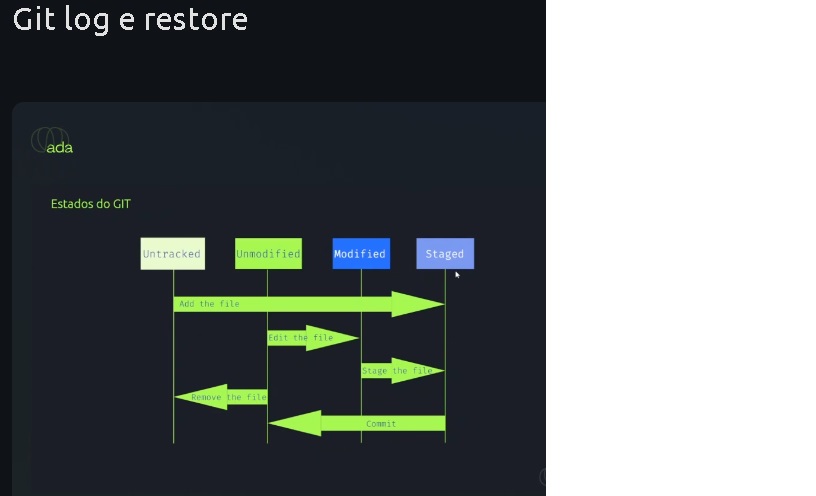 Git log e restore
ada
Estados do GIT
Untracked
Unmodified
Modified
Staged
Add the file
Edit the file
Stage the file
Remove the file
Commit